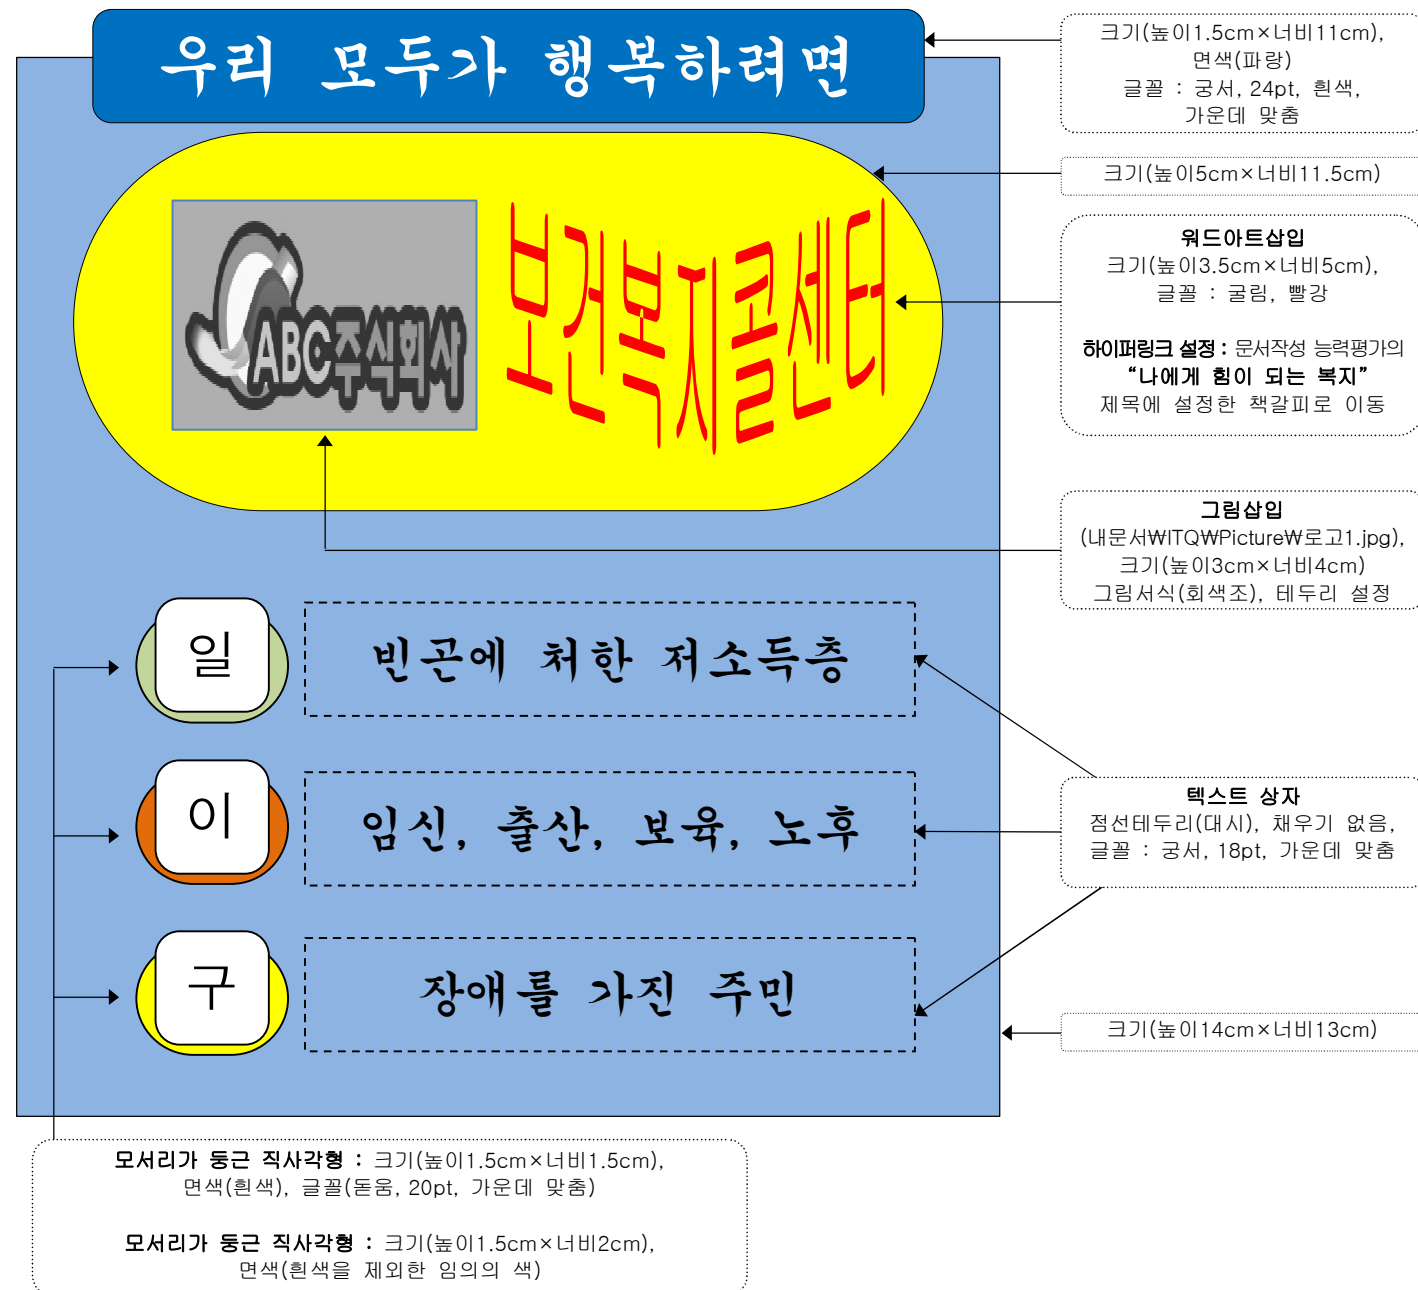 우리 모두가 행복하려면
크기(높이1.5cm×너비11cm),
면색(파랑)
글꼴 : 궁서, 24pt, 흰색,
가운데 맞춤
크기(높이5cm×너비11.5cm)
ABC주식회사
보건복지콜센터
워드아트삽입
크기(높이3.5cm×너비5cm),
글꼴 : 굴림, 빨강
하이퍼링크 설정 : 문서작성 능력평가의
“나에게 힘이 되는 복지”
제목에 설정한 책갈피로 이동
그림삽입
(내문서₩ITQ₩Picture₩로고1.jpg),
크기(높이3cm×너비4cm)
그림서식(회색조), 테두리 설정
일
빈곤에 처한 저소득층
이
임신, 출산, 보육, 노후
텍스트 상자
점선테두리(대시), 채우기 없음,
글꼴 : 궁서, 18pt, 가운데 맞춤
구
장애를 가진 주민
크기(높이14cm×너비13cm)
모서리가 둥근 직사각형 : 크기(높이1.5cm×너비1.5cm),
면색(흰색), 글꼴(돋움, 20pt, 가운데 맞춤)
모서리가 둥근 직사각형 : 크기(높이1.5cm×너비2cm),
면색(흰색을 제외한 임의의 색)